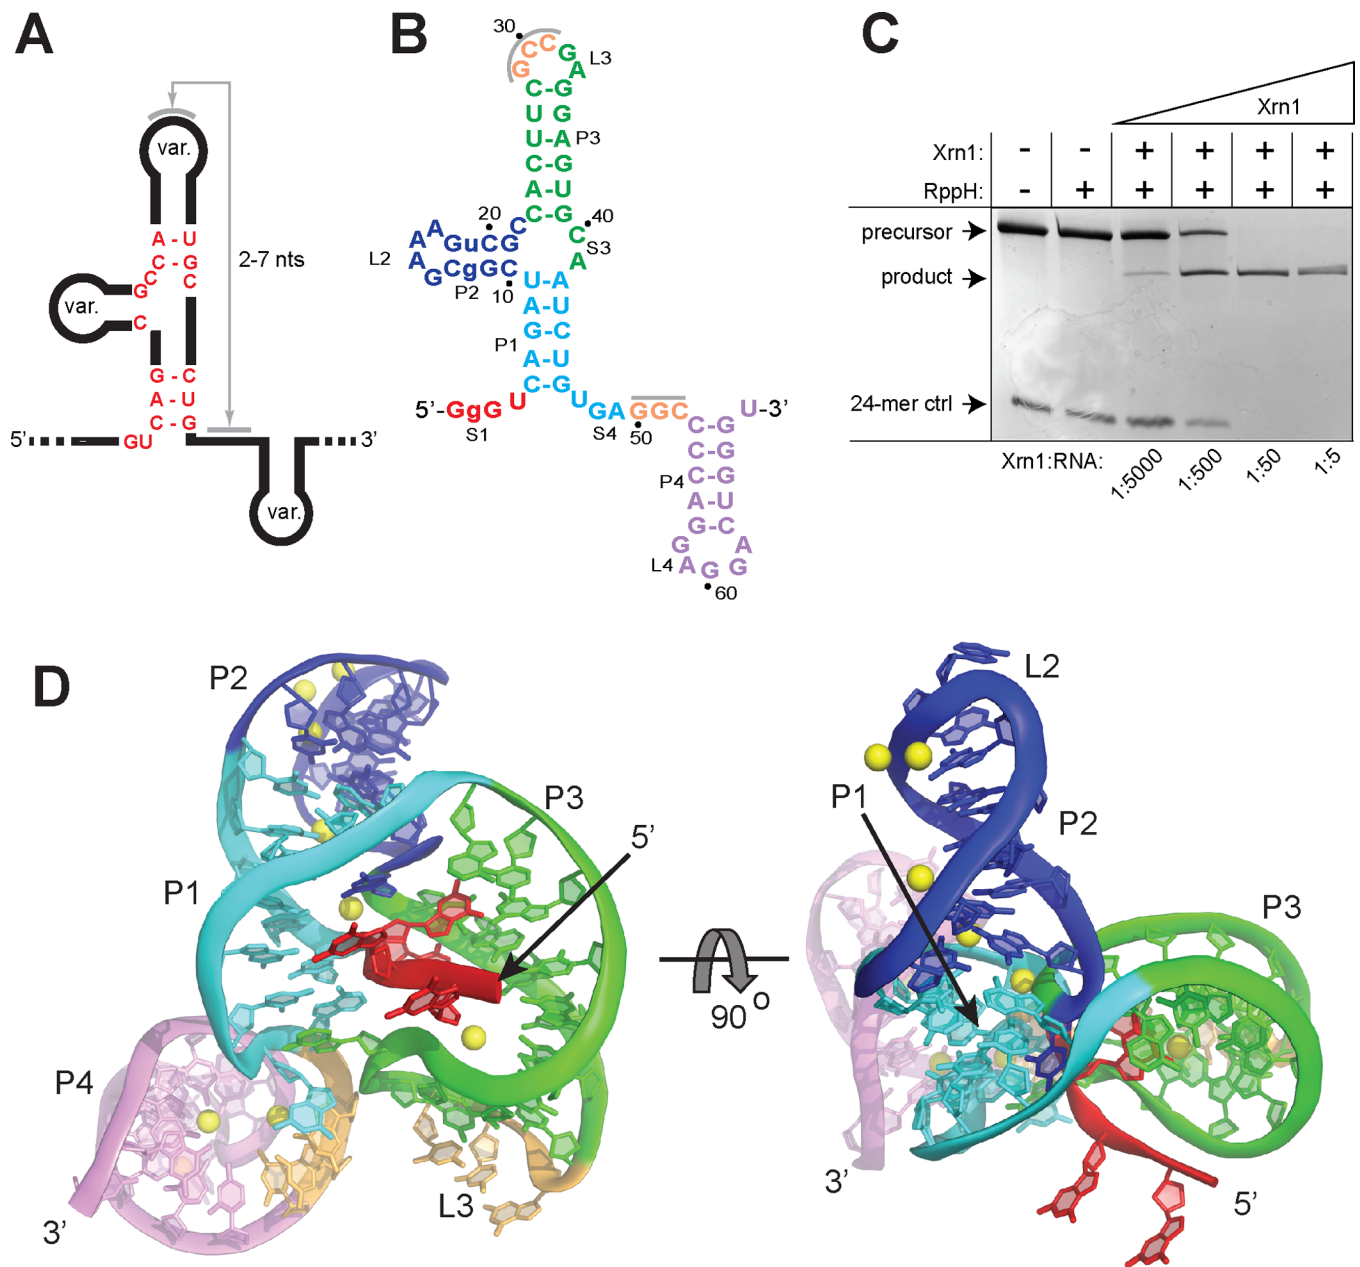 A
var.
A - U
C - G
C C
G
var.
C
G - C
A - U
C - G
GU
5'
3'
2-7 nts
var.
B
30
G C C G
L3
A
C - G
U G
U - A
P3
C - G
A - U
C - G
C
40
C
S3
A
20
A A G u C G
L2
A G C g G C
P2
10
U - A
A - U
G - C
P1
A - U
C - G
U
5'-GgG U
S1
GA
S4
GGC
50
U-3'
C - G
C - G
C - G
P4
A - U
G - C
G A
L4
A G G
60
C
Xrn1
Xrn1: - - + + + +
RppH: - + + + + +
precursor
product
24-mer ctrl
Xrn1:RNA: 1:5000 1:500 1:50 1:5
D
P2
P3
5'
P1
P4
3'
L3
90 o
L2
P1
P2
P3
3'
5'